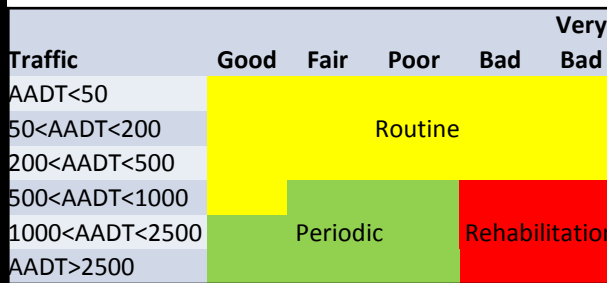 Very
Traffic Good Fair Poor Bad Bad
AADT<50
50<AADT<200 Routine
200<AADT<500
500<AADT<1000
1000<AADT<2500 Periodic Rehabilitation
AADT>2500